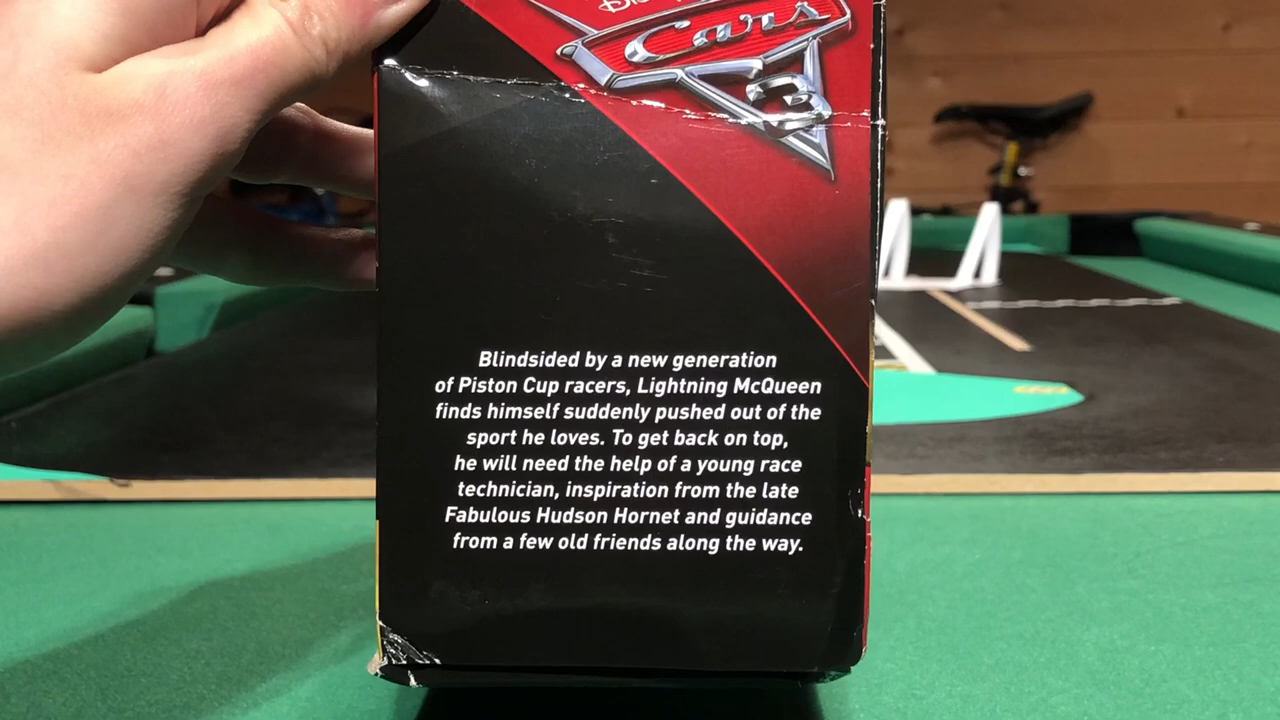 Cars
3
Blindsided by a new generation
of Piston Cup racers, Lightning McQueen
finds himself suddenly pushed out of the
sport he loves. To get back on top,
he will need the help of a young race
technician, inspiration from the late
Fabulous Hudson Hornet and guidance
from a few old friends along the way.